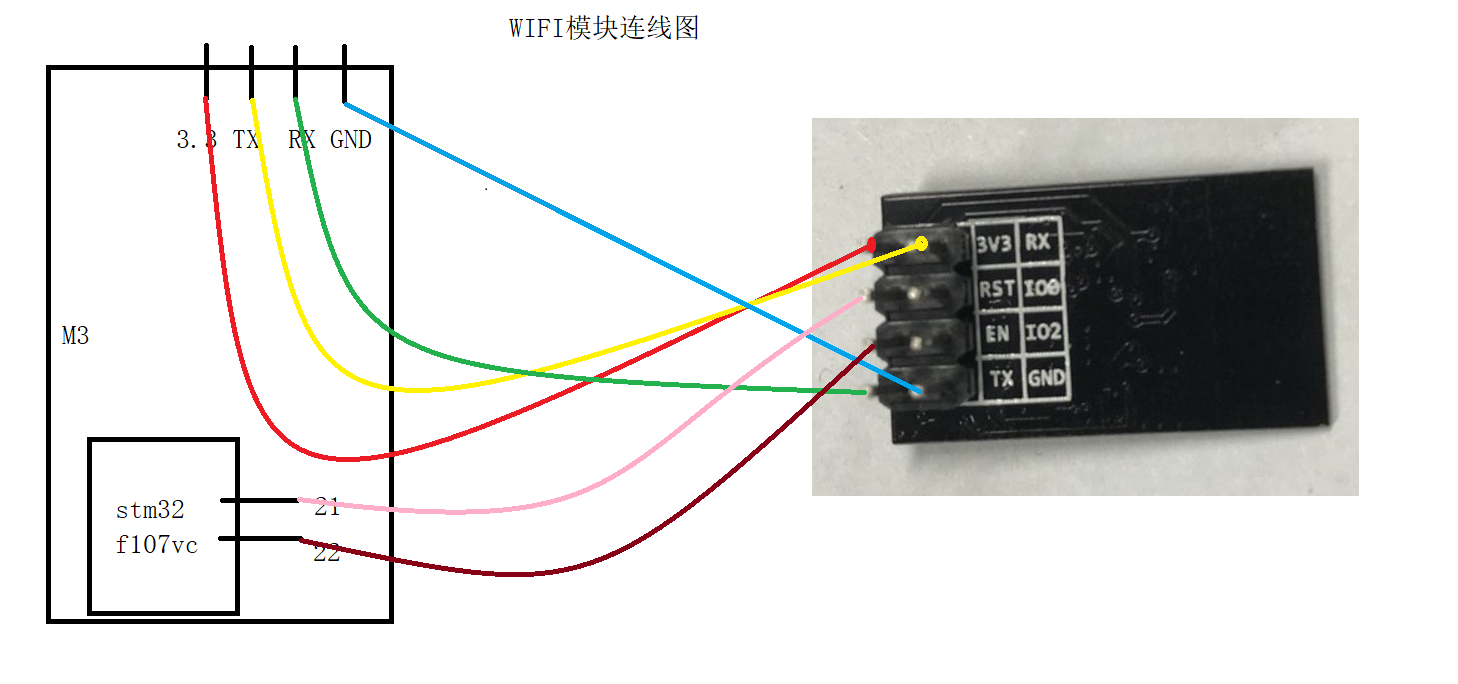 WIFI模块连线图
3.3 TX RX GND
M3
stm32
f107vc
21
22
3V3 RX
RST IO0
EN IO2
TX GND